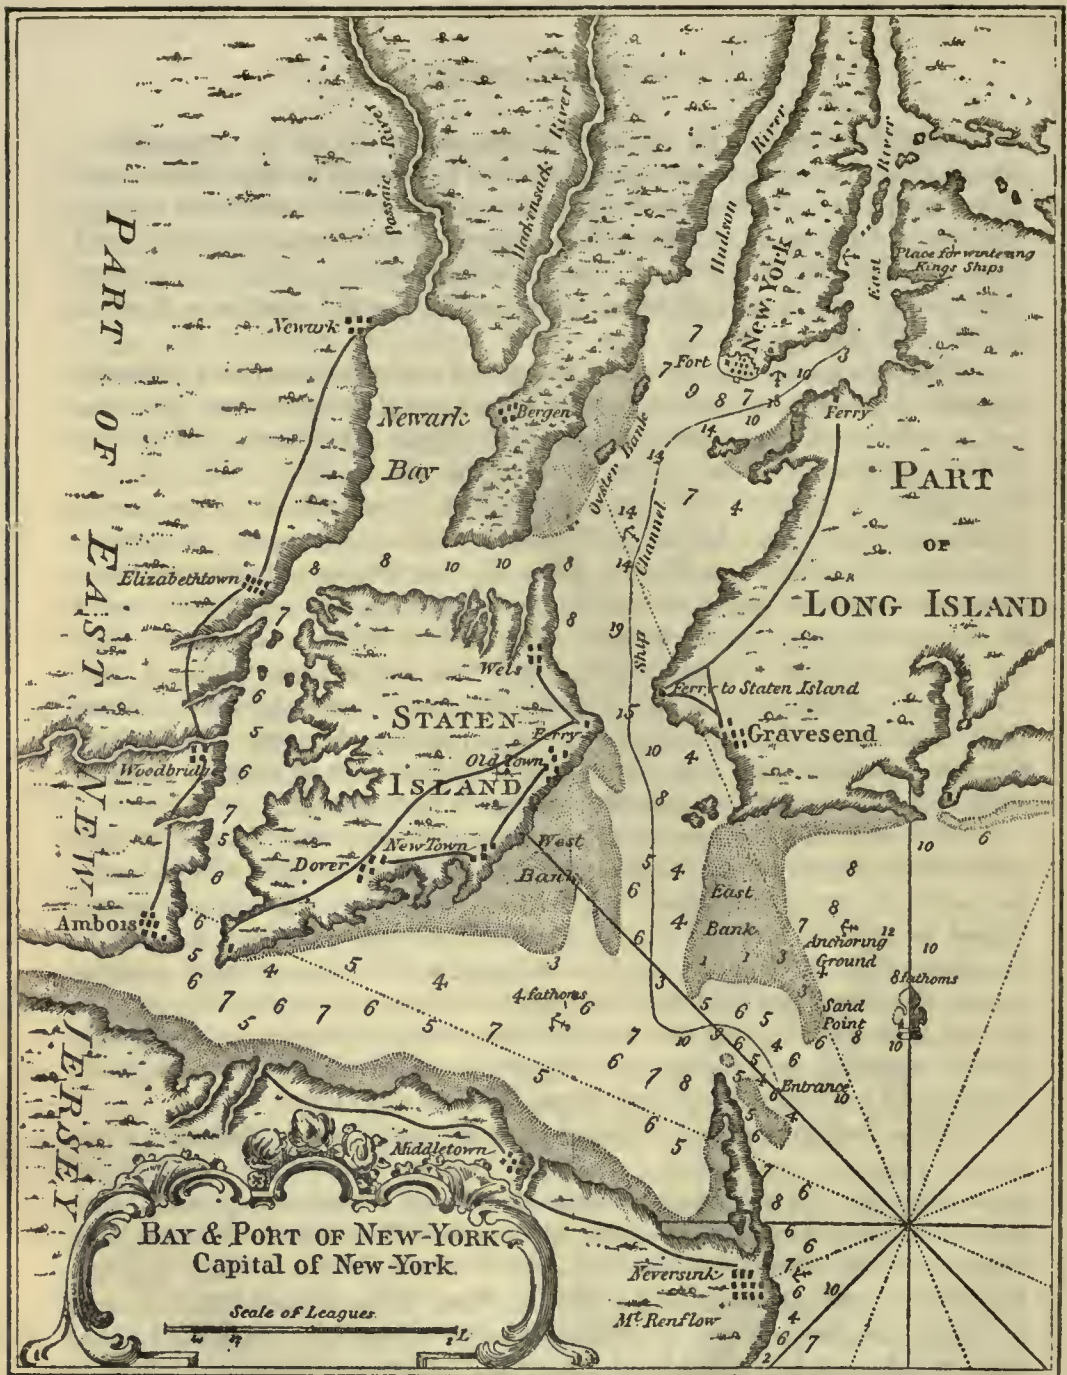 Passaic River
Hackensack River
Hudson River
East River
Place for wintering
Kings Ships
New York
Fort
Newark
Newark
Bay
Bergen
Oyster Bank
Ship Channel
Ferry
PART
OF
LONG ISLAND
PART OF EAST NEW JERSEY
Elizabethtown
Wels
Ferry to Staten Island
STATEN
ISLAND
Ferry
Old Town
Gravesend
Woodbridge
New Town
Dover
West
Bank
East
Bank
Ambois
Anchoring
Ground
8 fathoms
4 fathoms
Sand
Point
Entrance
Middletown
BAY & PORT OF NEW-YORK
Capital of New-York.
Scale of Leagues
Neversink
Mt. Renflow